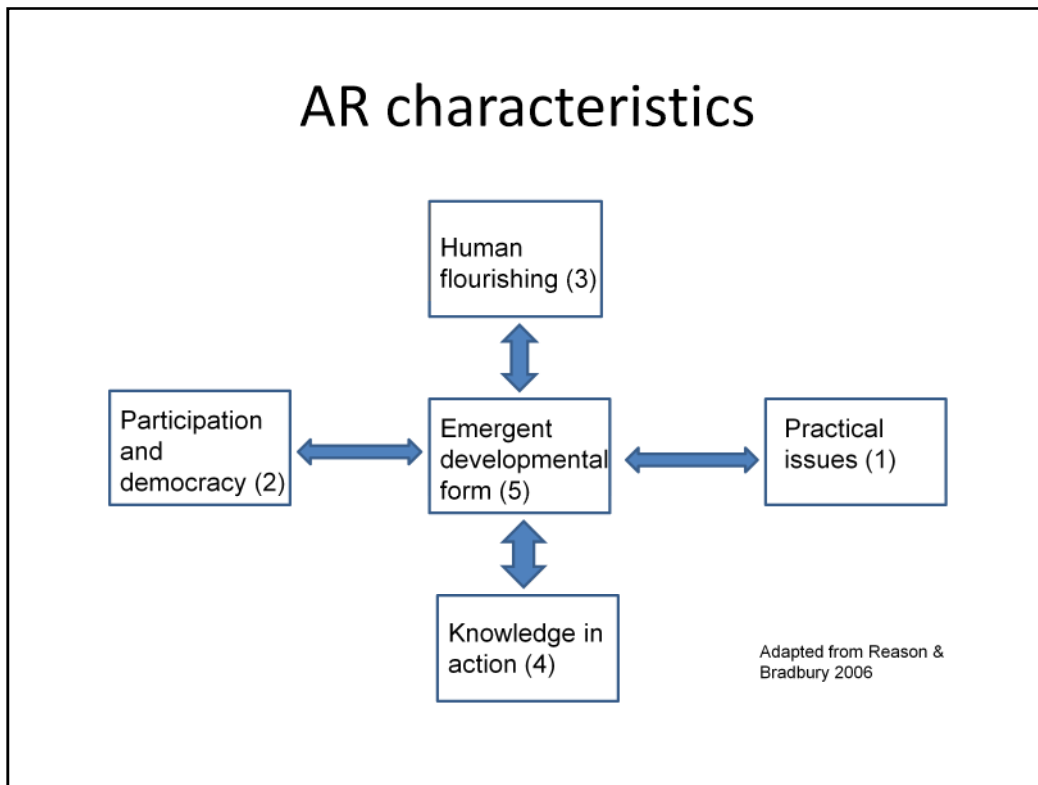 AR characteristics
Human
flourishing (3)
Participation
and
democracy (2)
Emergent
developmental
form (5)
Practical
issues (1)
Knowledge in
action (4)
Adapted from Reason &
Bradbury 2006